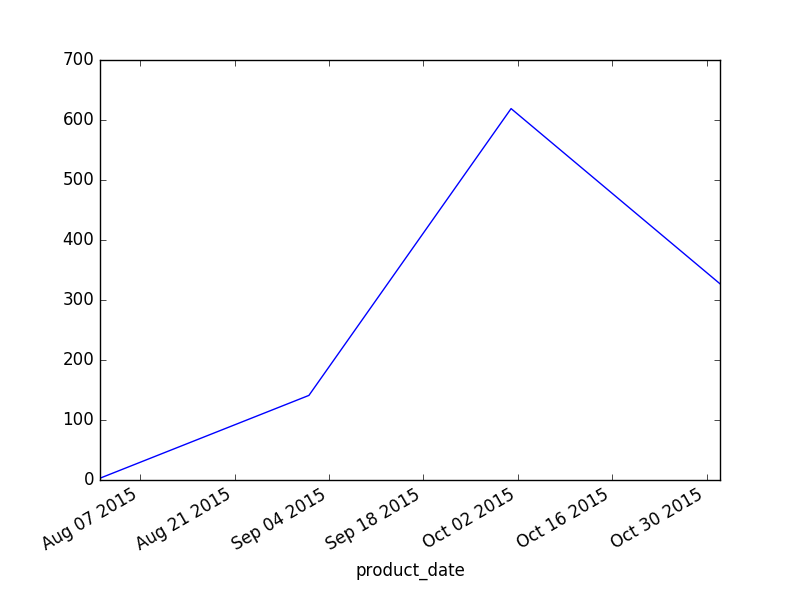 700
600
500
400
300
200
100
0
Aug 07 2015
Aug 21 2015
Sep 04 2015
Sep 18 2015
Oct 02 2015
Oct 16 2015
Oct 30 2015
product_date